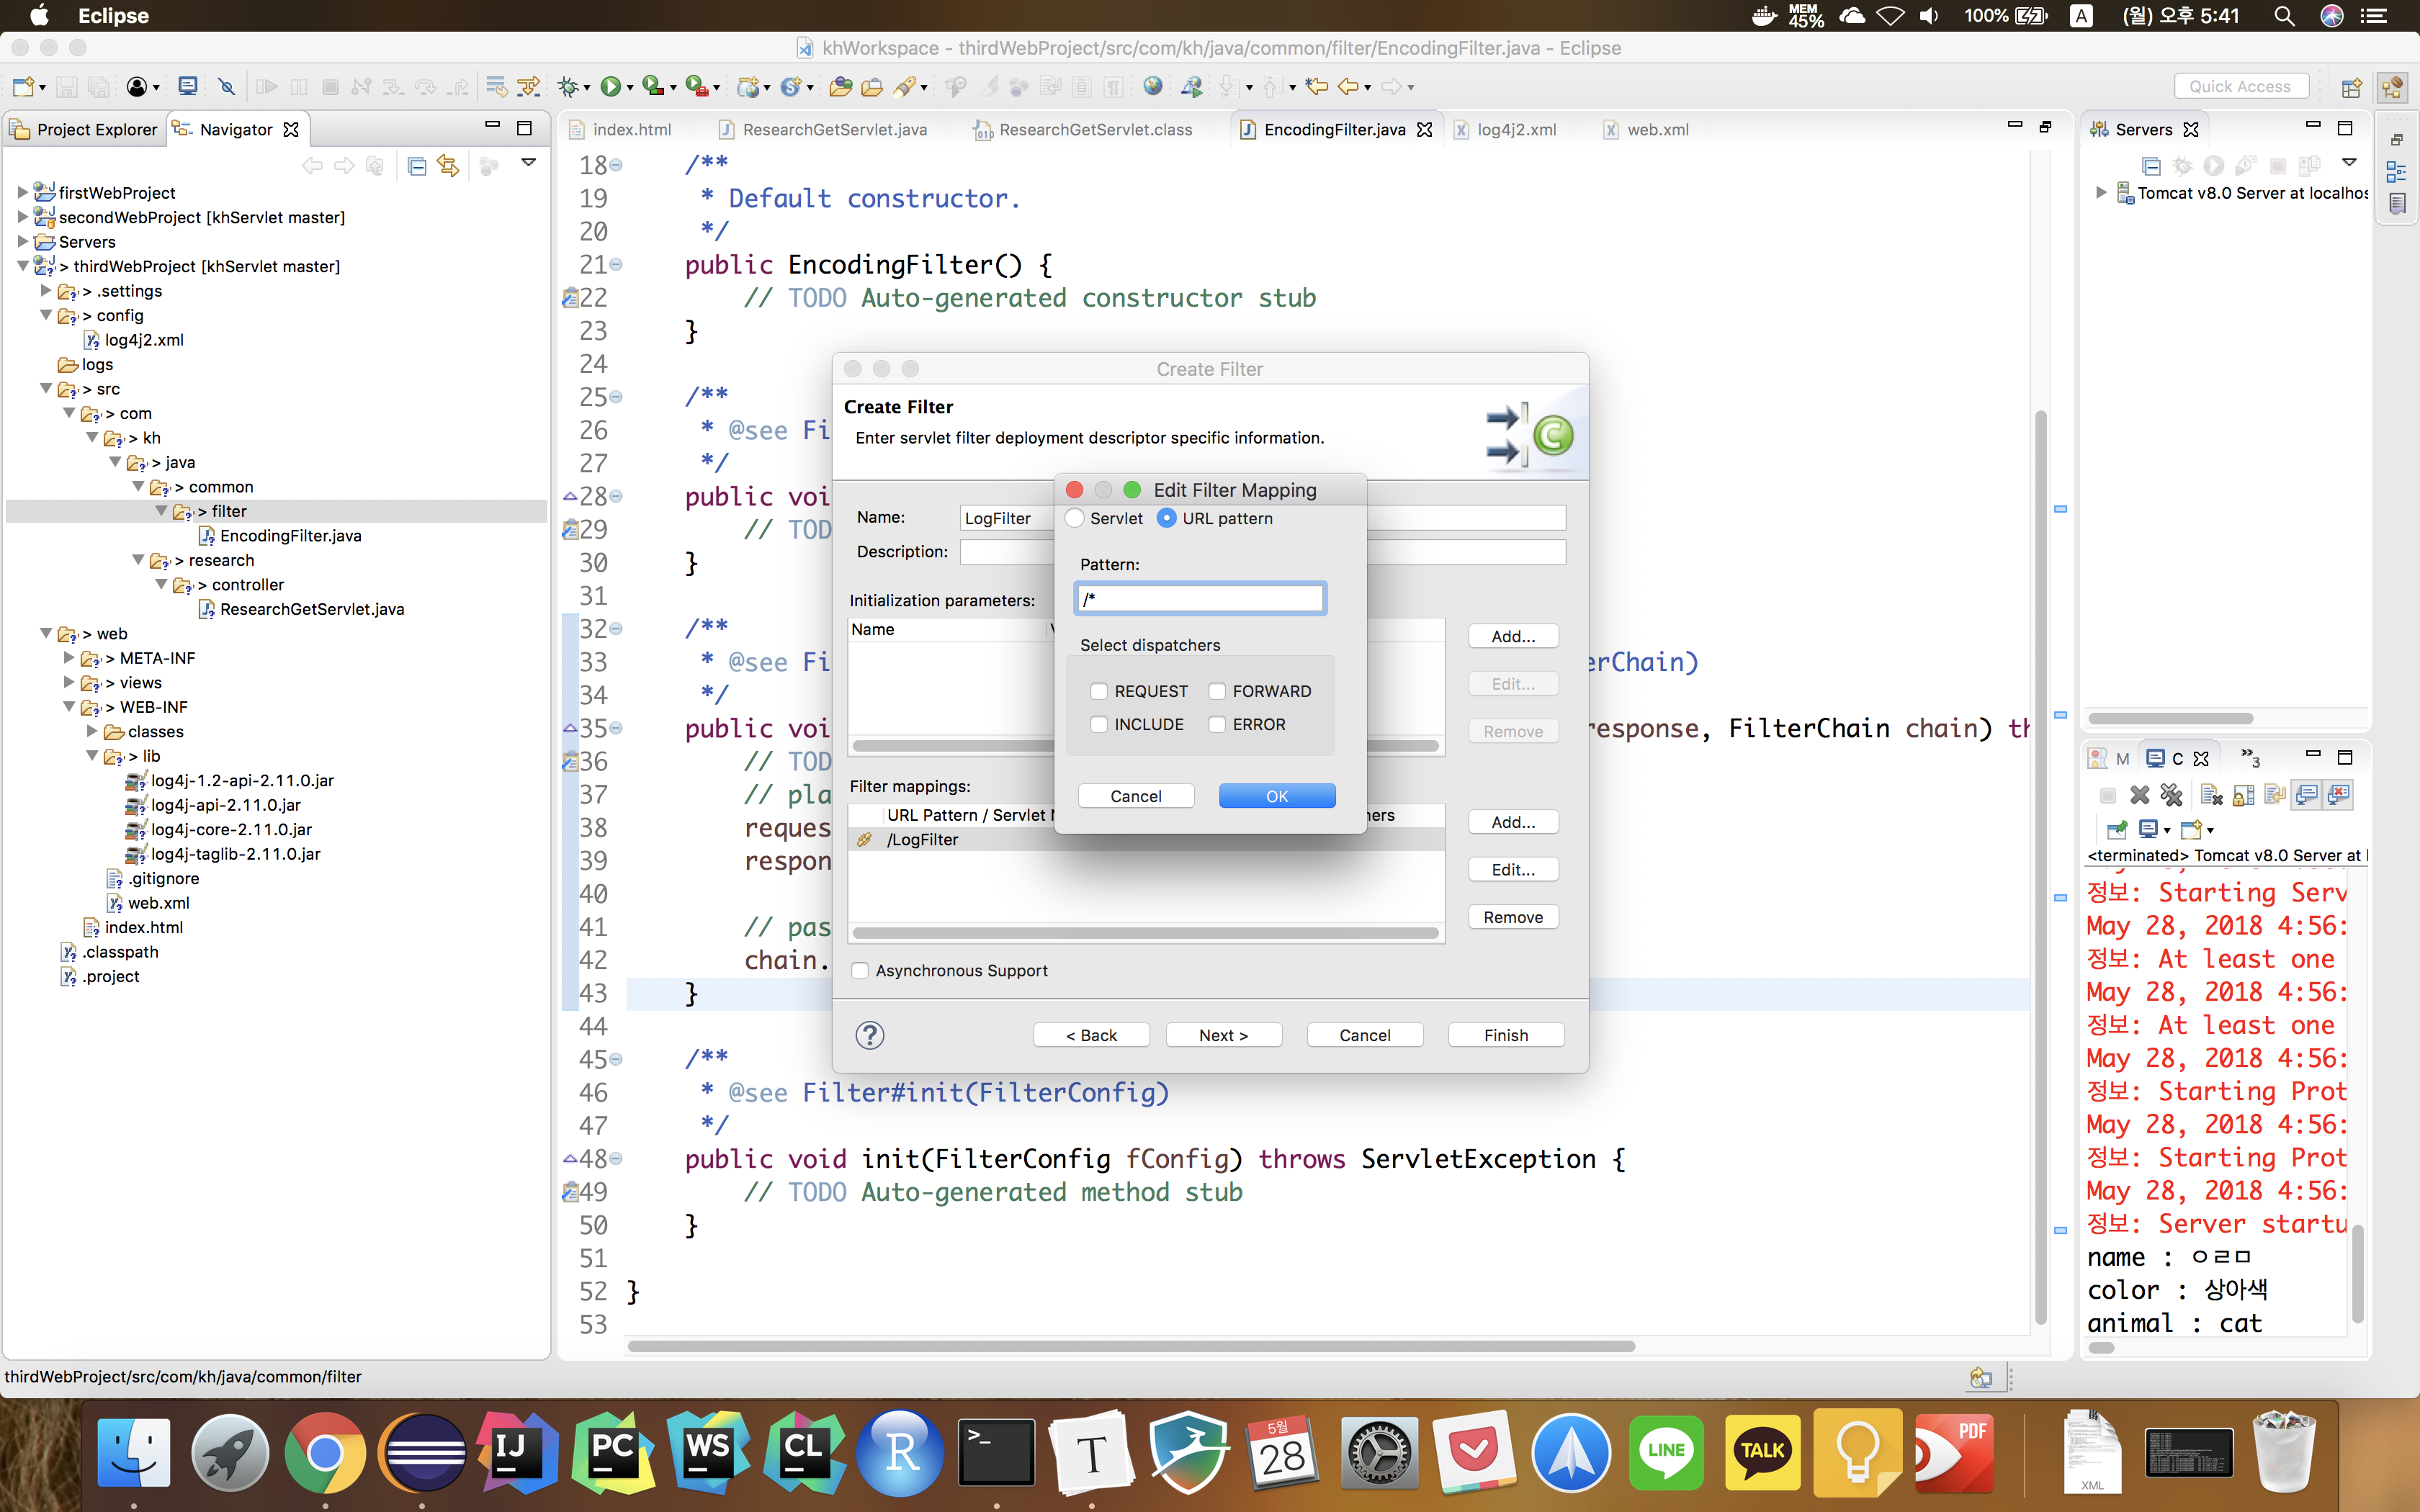 Eclipse
MEM
45%
100%
A
(월) 오후 5:41
khWorkspace - thirdWebProject/src/com/kh/java/common/filter/EncodingFilter.java - Eclipse
Quick Access
Project Explorer
Navigator
index.html
ResearchGetServlet.java
ResearchGetServlet.class
EncodingFilter.java
log4j2.xml
web.xml
Servers
firstWebProject
secondWebProject [khServlet master]
Servers
> thirdWebProject [khServlet master]
> .settings
> config
log4j2.xml
logs
> src
> com
> kh
> java
> common
> filter
EncodingFilter.java
> research
> controller
ResearchGetServlet.java
> web
> META-INF
> views
> WEB-INF
classes
> lib
log4j-1.2-api-2.11.0.jar
log4j-api-2.11.0.jar
log4j-core-2.11.0.jar
log4j-taglib-2.11.0.jar
.gitignore
web.xml
index.html
.classpath
.project
18 /**
19 * Default constructor.
20 */
21 public EncodingFilter() {
22 // TODO Auto-generated constructor stub
23 }
24
25 /**
26 * @see Fi
27 */
28 public voi
29 // TOD
30 }
31
32 /**
33 * @see Fi erChain)
34 */
35 public voi response, FilterChain chain) th
36 // TOD
37 // pla
38 reques
39 respon
40
41 // pas
42 chain.
43 }
44
45 /**
46 * @see Filter#init(FilterConfig)
47 */
48 public void init(FilterConfig fConfig) throws ServletException {
49 // TODO Auto-generated method stub
50 }
51
52 }
53
Create Filter
Create Filter
Enter servlet filter deployment descriptor specific information.
Name: LogFilter
Description:
Initialization parameters:
Name
Add...
Edit...
Remove
Filter mappings:
URL Pattern / Servlet
/LogFilter
Add...
Edit...
Remove
Asynchronous Support
< Back
Next >
Cancel
Finish
Edit Filter Mapping
Servlet
URL pattern
Pattern:
/*
Select dispatchers
REQUEST
FORWARD
INCLUDE
ERROR
Cancel
OK
Tomcat v8.0 Server at localhos
M
C
3
<terminated> Tomcat v8.0 Server at
정보: Starting Serv
May 28, 2018 4:56:
정보: At least one
May 28, 2018 4:56:
정보: At least one
May 28, 2018 4:56:
정보: Starting Prot
May 28, 2018 4:56:
정보: Starting Prot
May 28, 2018 4:56:
정보: Server startu
name : ㅇㄹㅁ
color : 상아색
animal : cat
thirdWebProject/src/com/kh/java/common/filter
IJ
PC
WS
CL
R
>_
T
5월
28
LINE
TALK
PDF
XML